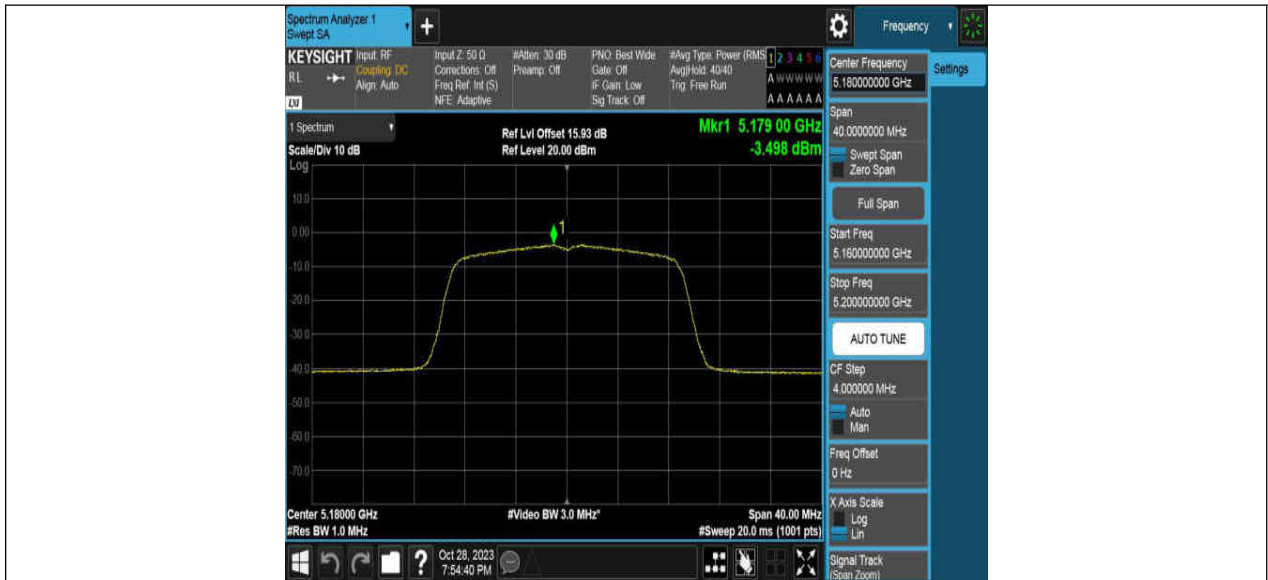 Spectrum Analyzer 1
Swept SA
+
Frequency
KEYSIGHT
RL
LXI
Input: RF
Coupling: DC
Align: Auto
Input Z: 50 Ω
Corrections: Off
Freq Ref: Int (S)
NFE: Adaptive
#Atten: 30 dB
Preamp: Off
PNO: Best Wide
Gate: Off
IF Gain: Low
Sig Track: Off
#Avg Type: Power (RMS
Avg|Hold: 40/40
Trig: Free Run
1 2 3 4 5 6
A W W W W W
A A A A A A
1 Spectrum
Scale/Div 10 dB
Ref Lvl Offset 15.93 dB
Ref Level 20.00 dBm
Mkr1 5.179 00 GHz
-3.498 dBm
Log
10.0
0.00
-10.0
-20.0
-30.0
-40.0
-50.0
-60.0
-70.0
1
Center 5.18000 GHz
#Res BW 1.0 MHz
#Video BW 3.0 MHz*
Span 40.00 MHz
#Sweep 20.0 ms (1001 pts)
?
Oct 28, 2023
7:54:40 PM
Center Frequency
5.180000000 GHz
Settings
Span
40.0000000 MHz
Swept Span
Zero Span
Full Span
Start Freq
5.160000000 GHz
Stop Freq
5.200000000 GHz
AUTO TUNE
CF Step
4.000000 MHz
Auto
Man
Freq Offset
0 Hz
X Axis Scale
Log
Lin
Signal Track
(Span Zoom)